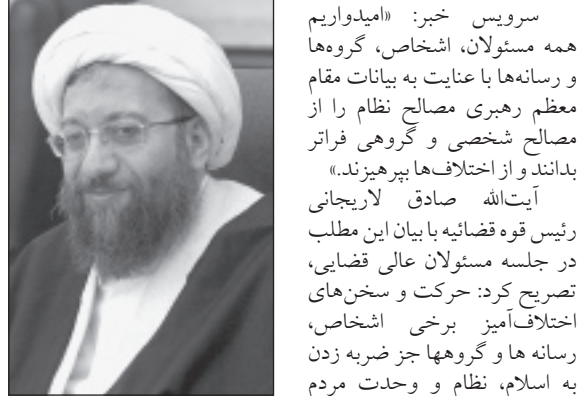 سرویس خبر: «امیدواریم
همه مسئولان، اشخاص، گروه‌ها
و رسانه‌ها با عنایت به بیانات مقام
معظم رهبری مصالح نظام را از
مصالح شخصی و گروهی فراتر
بدانند و از اختلاف‌ها بپرهیزند.»
آیت‌الله صادق لاریجانی
رئیس قوه قضائیه با بیان این مطلب
در جلسه مسئولان عالی قضایی،
تصریح کرد: حرکت و سخن‌های
اختلاف‌آمیز برخی اشخاص،
رسانه ها و گروهها جز ضربه زدن
به اسلام، نظام و وحدت مردم